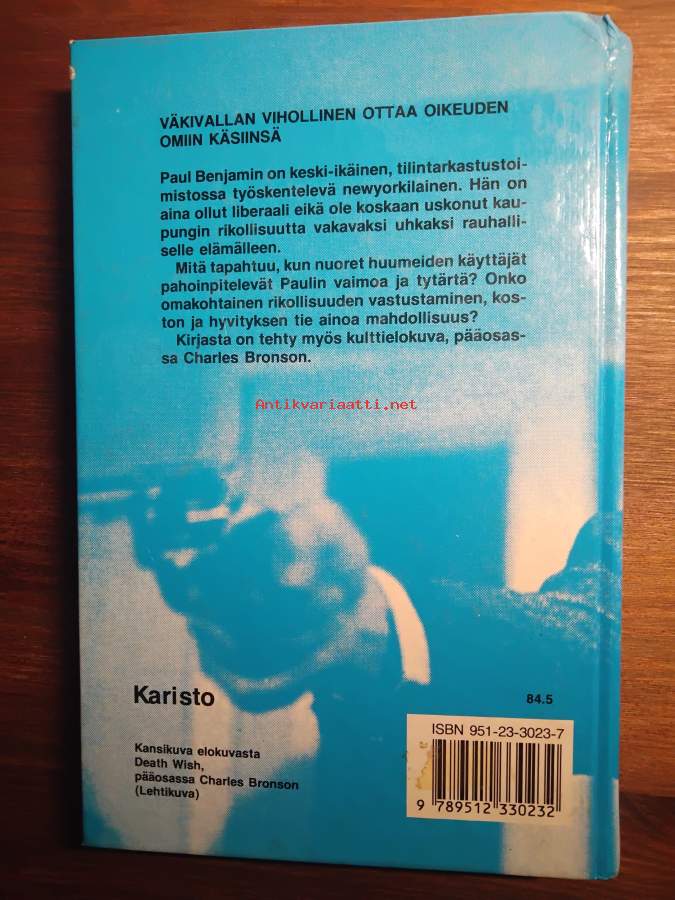 VÄKIVALLAN VIHOLLINEN OTTAA OIKEUDEN
OMIIN KÄSIINSÄ
Paul Benjamin on keski-ikäinen, tilintarkastustoi-
mistossa työskentelevä newyorkilainen. Hän on
aina ollut liberaali eikä ole koskaan uskonut kau-
pungin rikollisuutta vakavaksi uhkaksi rauhalli-
selle elämälleen.
Mitä tapahtuu, kun nuoret huumeiden käyttäjät
pahoinpitelevät Paulin vaimoa ja tytärtä? Onko
omakohtainen rikollisuuden vastustaminen, kos-
ton ja hyvityksen tie ainoa mahdollisuus?
Kirjasta on tehty myös kulttielokuva, pääosas-
sa Charles Bronson.
Antikvariaatti.net
Karisto
84.5
ISBN 951-23-3023-7
Kansikuva elokuvasta
Death Wish,
pääosassa Charles Bronson
(Lehtikuva)
9 789512 330232